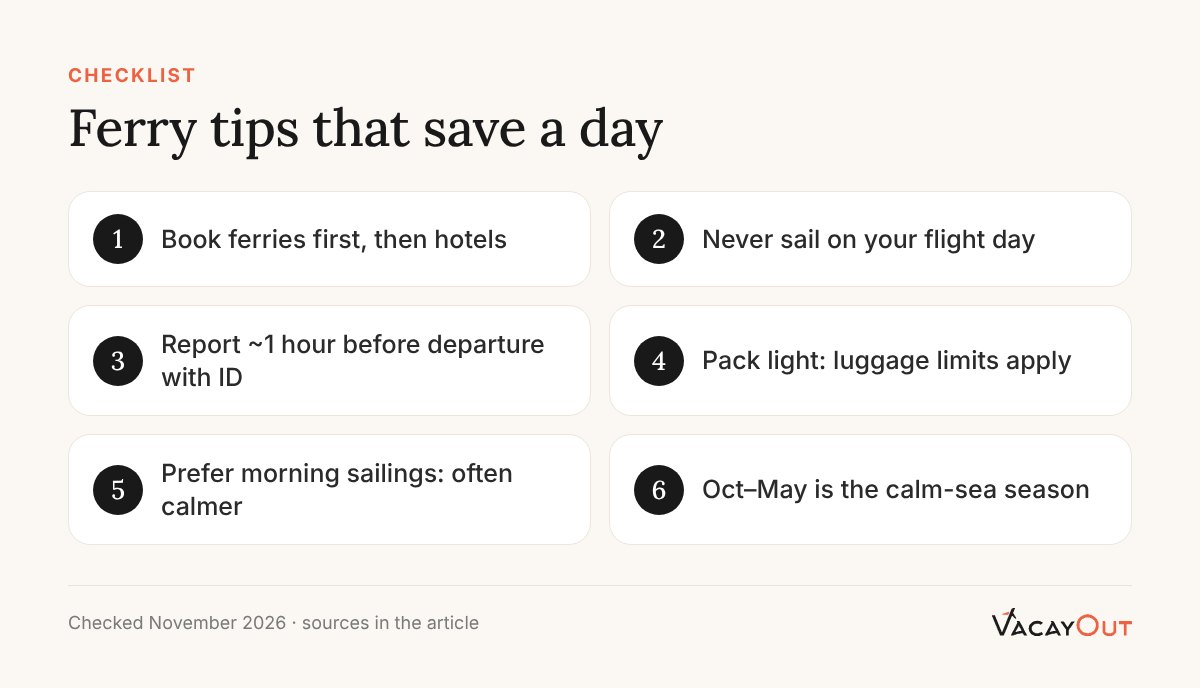 CHECKLIST
Ferry tips that save a day
1 Book ferries first, then hotels
2 Never sail on your flight day
3 Report ~1 hour before departure
with ID
4 Pack light: luggage limits apply
5 Prefer morning sailings: often
calmer
6 Oct–May is the calm-sea season
Checked November 2026 · sources in the article
VACAYOUT